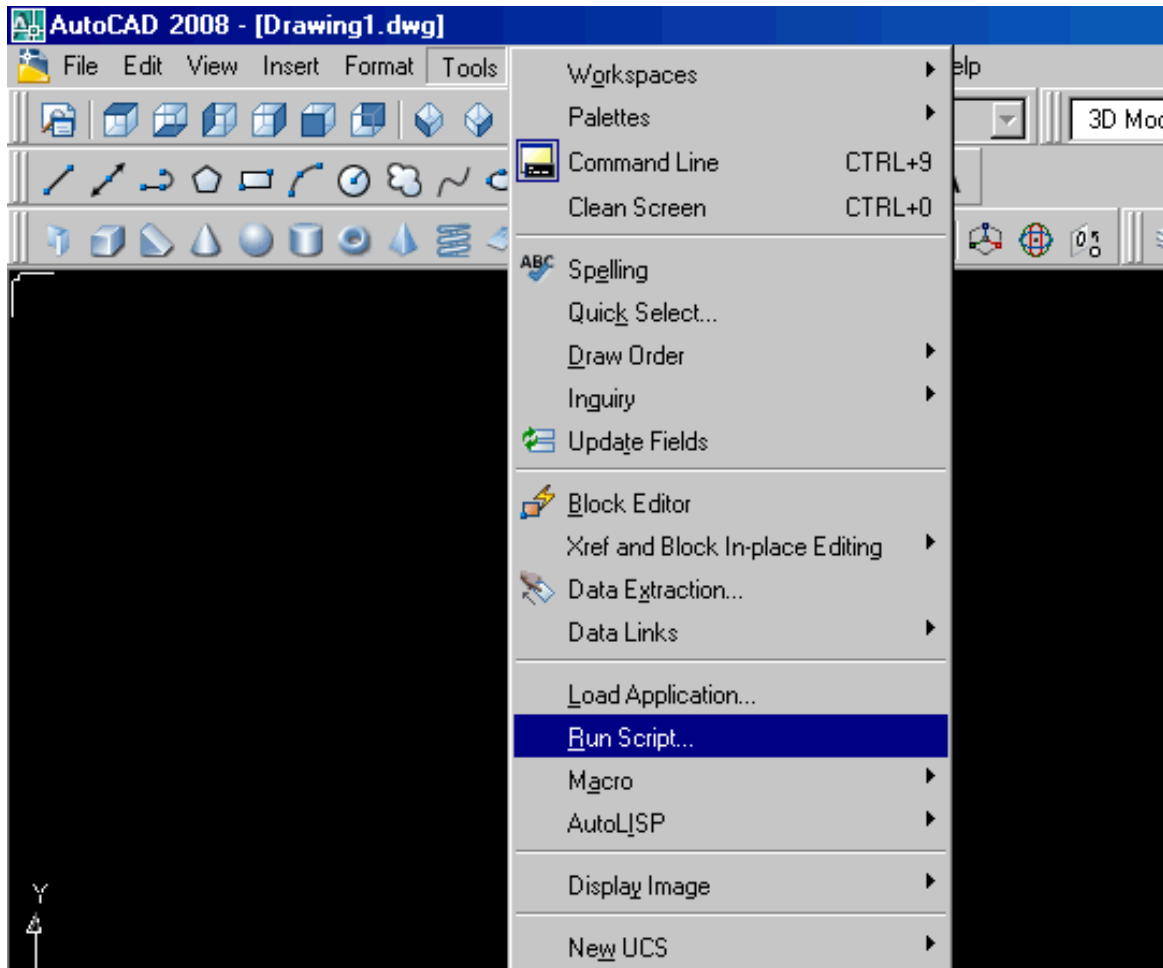 AutoCAD 2008 - [Drawing1.dwg]
File Edit View Insert Format Tools elp
Workspaces
Palettes
3D Mod
Command Line CTRL+9
Clean Screen CTRL+0
ABC Spelling
Quick Select...
Draw Order
Inguiry
Update Fields
Block Editor
Xref and Block In-place Editing
Data Extraction...
Data Links
Load Application...
Run Script...
Macro
AutoLISP
Display Image
Y
New UCS